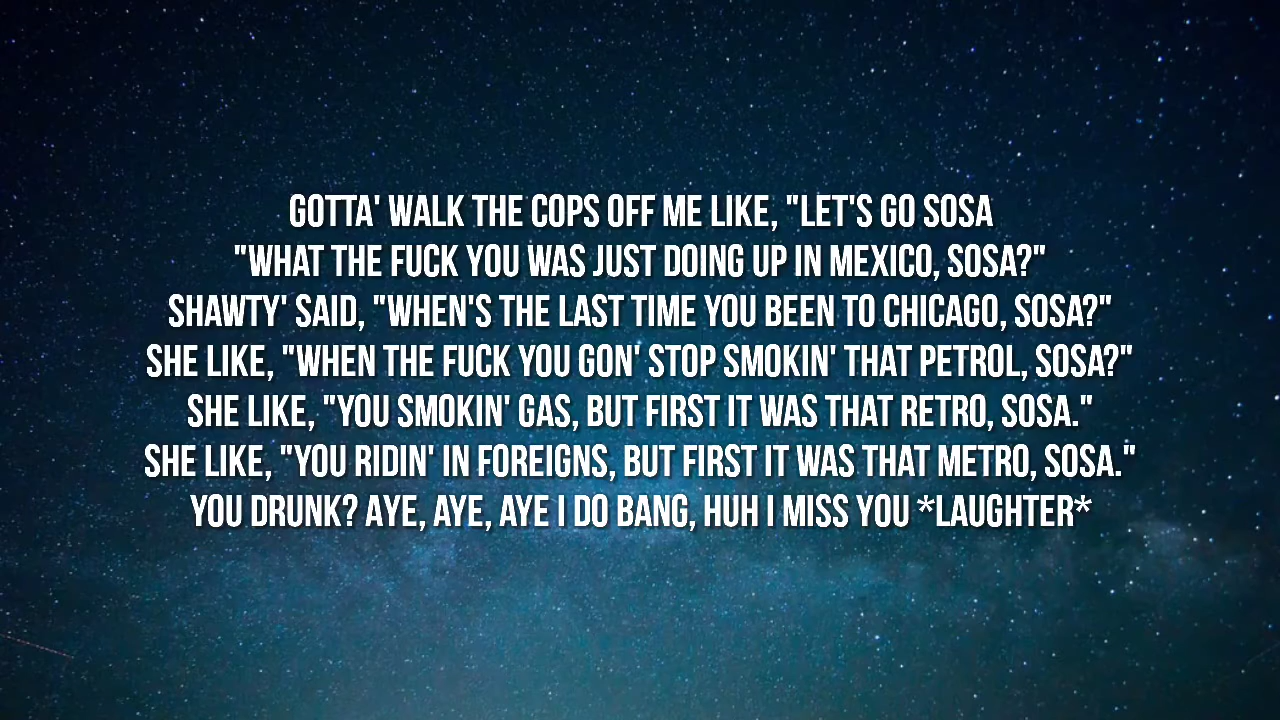 GOTTA' WALK THE COPS OFF ME LIKE, "LET'S GO SOSA
"WHAT THE FUCK YOU WAS JUST DOING UP IN MEXICO, SOSA?"
SHAWTY' SAID, "WHEN'S THE LAST TIME YOU BEEN TO CHICAGO, SOSA?"
SHE LIKE, "WHEN THE FUCK YOU GON' STOP SMOKIN' THAT PETROL, SOSA?"
SHE LIKE, "YOU SMOKIN' GAS, BUT FIRST IT WAS THAT RETRO, SOSA."
SHE LIKE, "YOU RIDIN' IN FOREIGNS, BUT FIRST IT WAS THAT METRO, SOSA."
YOU DRUNK? AYE, AYE, AYE I DO BANG, HUH I MISS YOU *LAUGHTER*